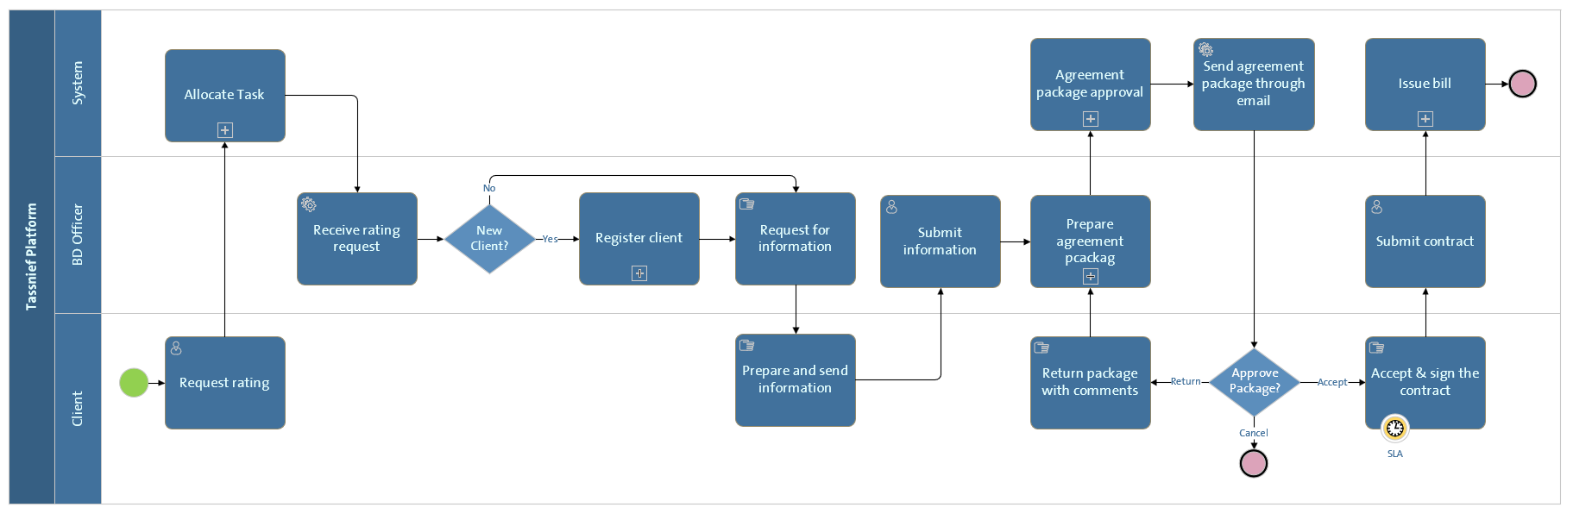 Tassnief Platform
System
BD Officer
Client
Allocate Task
Agreement
package approval
Send agreement
package through
email
Issue bill
No
Receive rating
request
New
Client?
Yes
Register client
Request for
information
Submit
information
Prepare
agreement
pcackag
Submit contract
Request rating
Prepare and send
information
Return package
with comments
Return
Approve
Package?
Accept
Accept & sign the
contract
Cancel
SLA